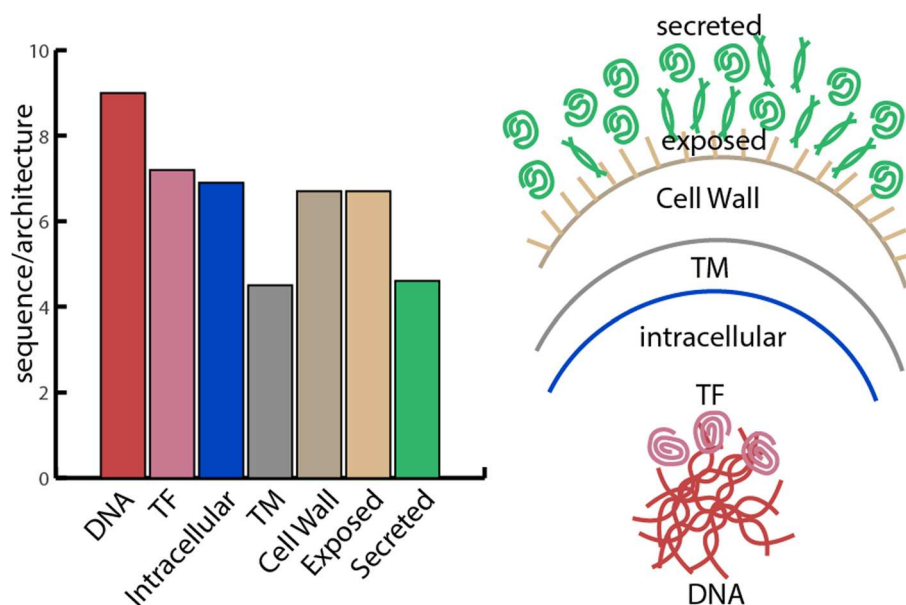 sequence/architecture
10
8
6
4
2
0
DNA
TF
Intracellular
TM
Cell Wall
Exposed
Secreted
secreted
exposed
Cell Wall
TM
intracellular
TF
DNA